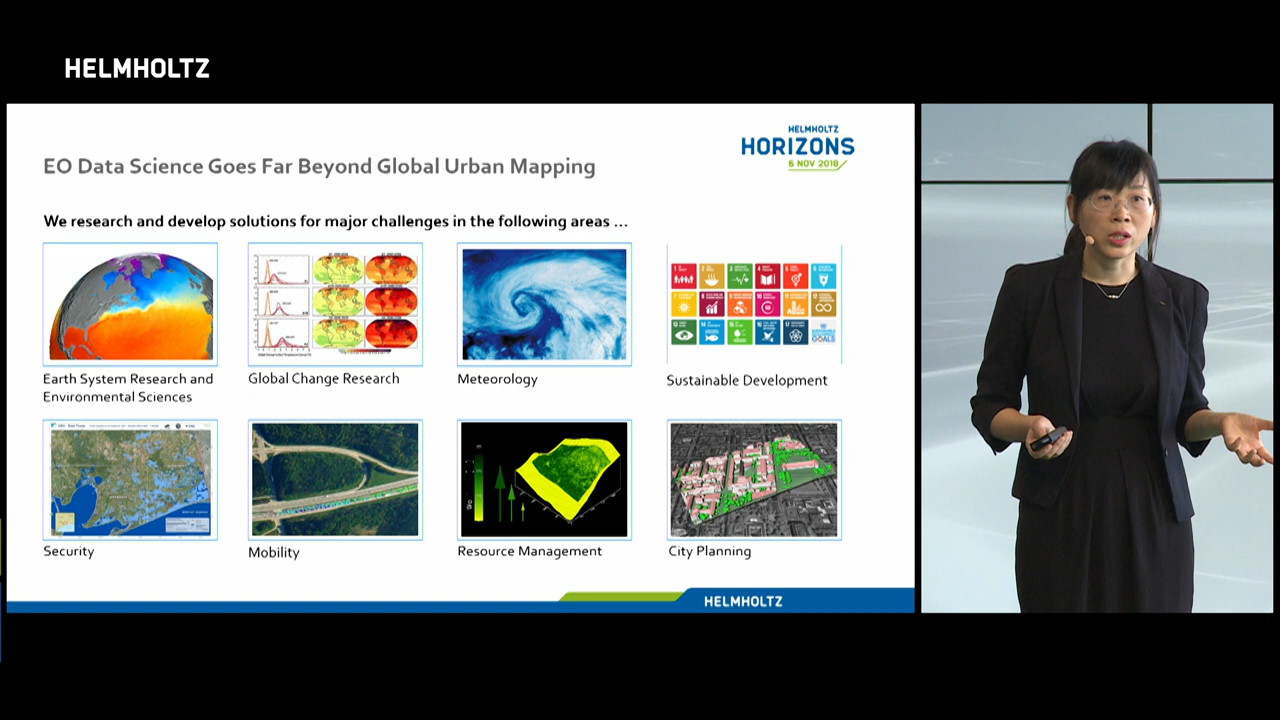 HELMHOLTZ
HELMHOLTZ
HORIZONS
6 NOV 2018
EO Data Science Goes Far Beyond Global Urban Mapping
We research and develop solutions for major challenges in the following areas ...
Earth System Research and
Environmental Sciences
Global Change Research
Meteorology
Sustainable Development
Security
Mobility
Resource Management
City Planning
HELMHOLTZ